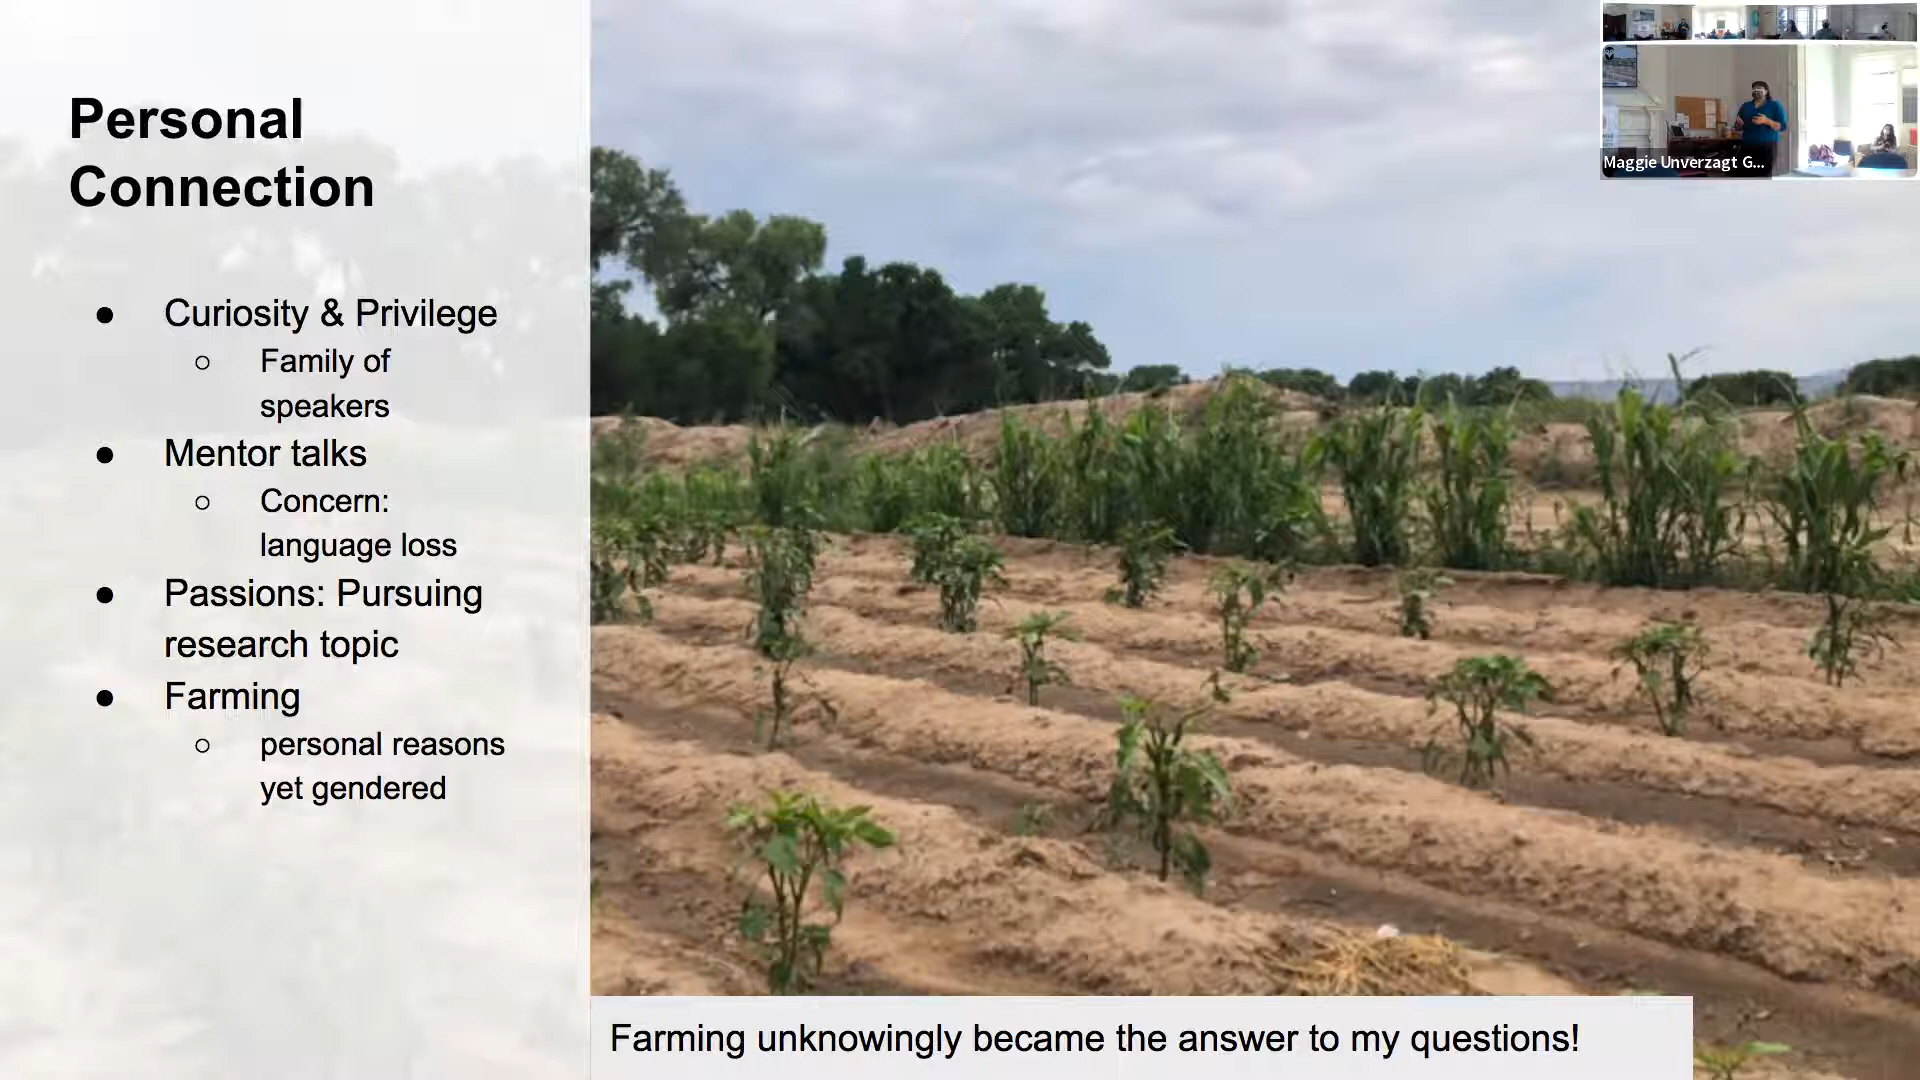 Personal
Connection
● Curiosity & Privilege
○ Family of
speakers
● Mentor talks
○ Concern:
language loss
● Passions: Pursuing
research topic
● Farming
○ personal reasons
yet gendered
Farming unknowingly became the answer to my questions!
Maggie Unverzagt G...